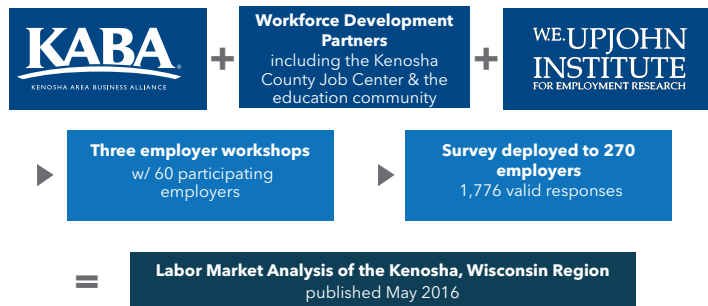 KABA®
KENOSHA AREA BUSINESS ALLIANCE
+
Workforce Development
Partners
including the Kenosha
County Job Center & the
education community
+
W.E. UPJOHN
INSTITUTE
FOR EMPLOYMENT RESEARCH
Three employer workshops
w/ 60 participating
employers
Survey deployed to 270
employers
1,776 valid responses
=
Labor Market Analysis of the Kenosha, Wisconsin Region
published May 2016